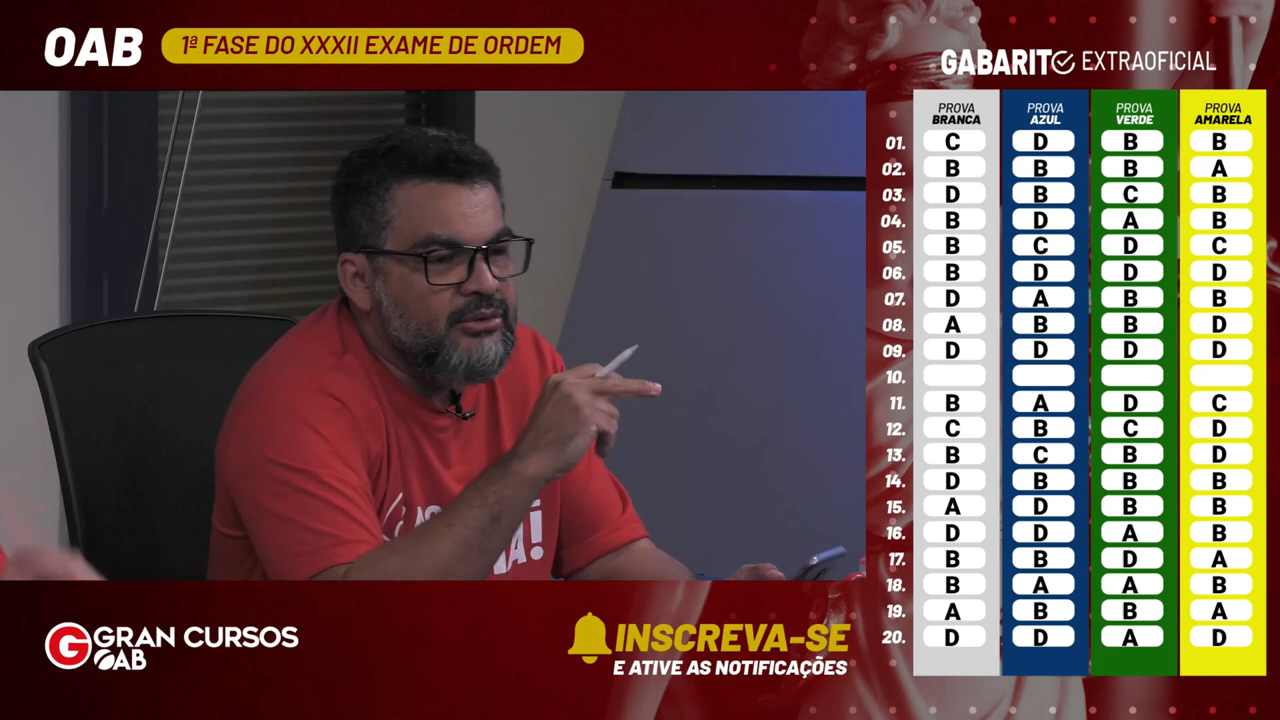 OAB
1ª FASE DO XXXII EXAME DE ORDEM
GABARITO EXTRAOFICIAL
PROVA BRANCA PROVA AZUL PROVA VERDE PROVA AMARELA
01. C D B B
02. B B B A
03. D B C B
04. B D A B
05. B C D C
06. B D D D
07. D A B B
08. A B B D
09. D D D D
10.
11. B A D C
12. C B C D
13. B C B D
14. D B B B
15. A D B B
16. D D A B
17. B B D A
18. B A A B
19. A B B A
20. D D A D
G GRAN CURSOS
OAB
INSCREVA-SE
E ATIVE AS NOTIFICAÇÕES